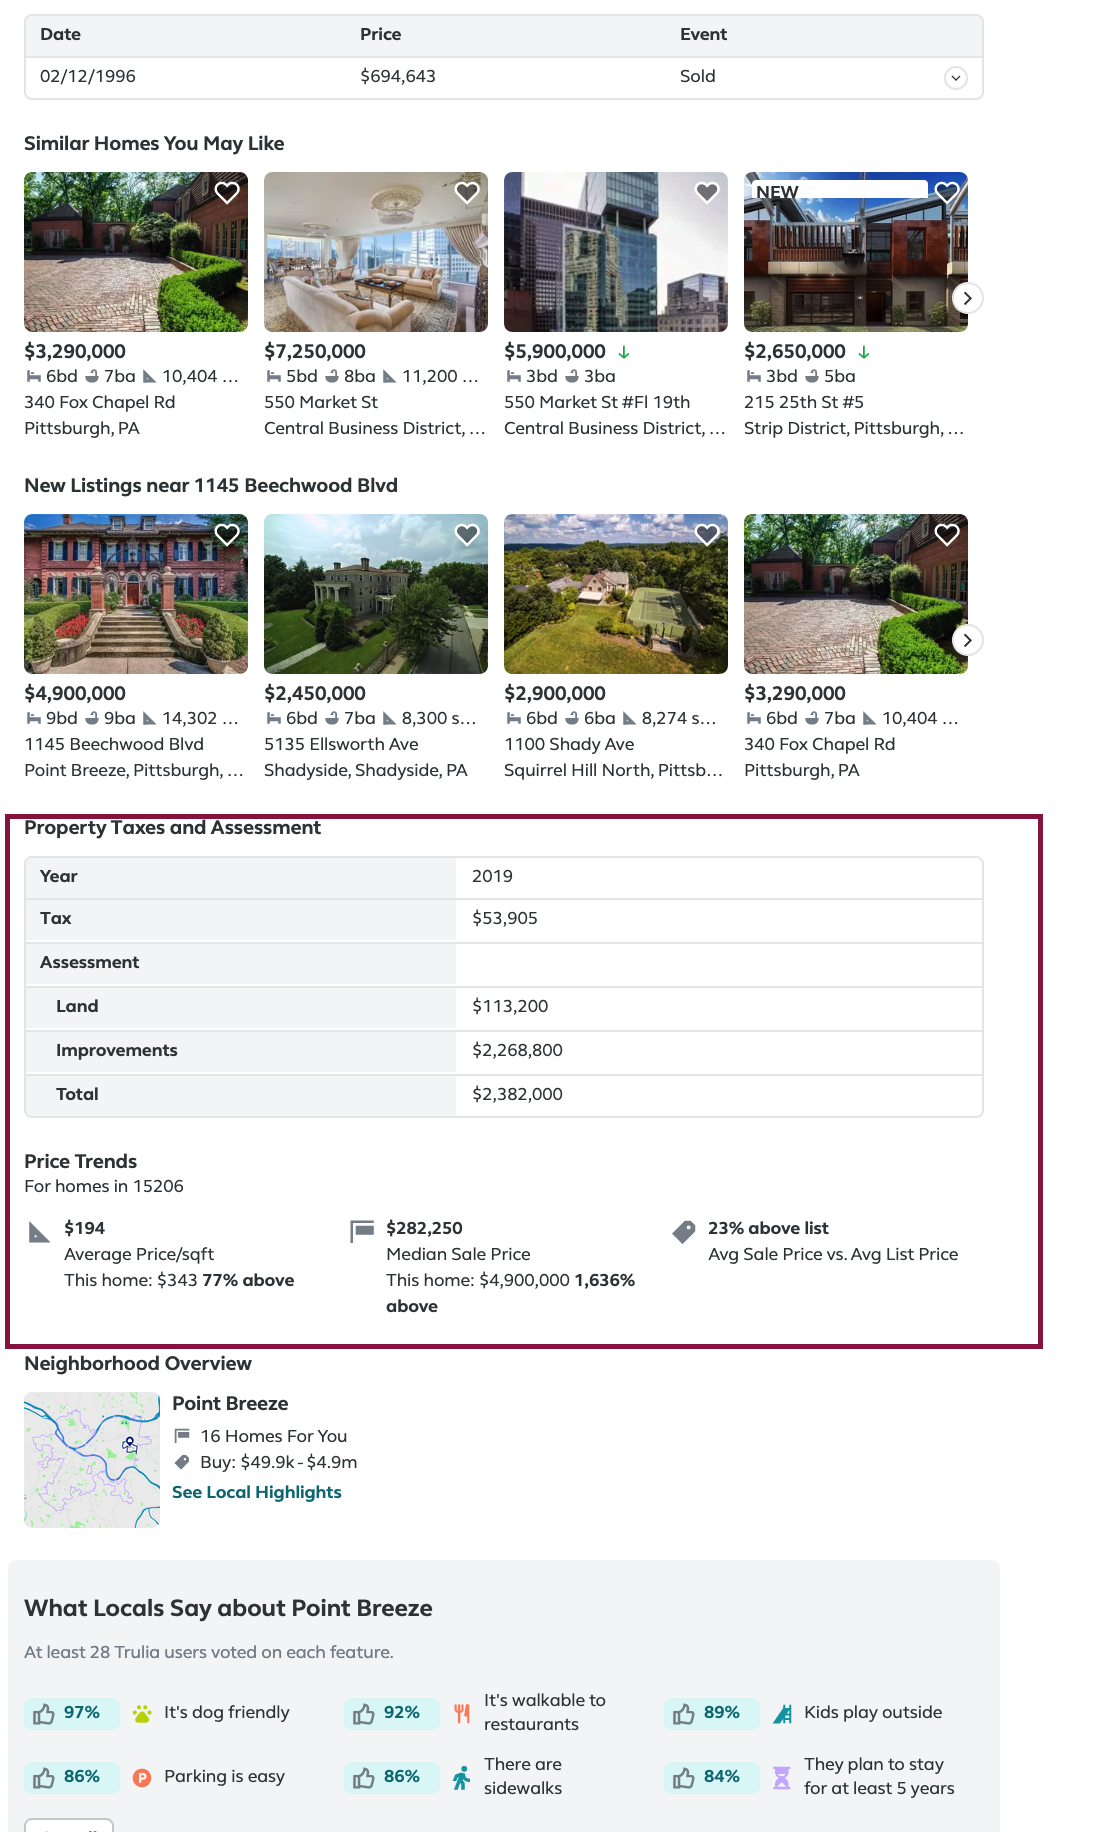 Date Price Event
02/12/1996 $694,643 Sold
Similar Homes You May Like
NEW
$3,290,000 $7,250,000 $5,900,000 $2,650,000
6bd 7ba 10,404 ... 5bd 8ba 11,200 ... 3bd 3ba 3bd 5ba
340 Fox Chapel Rd 550 Market St 550 Market St #Fl 19th 215 25th St #5
Pittsburgh, PA Central Business District, ... Central Business District, ... Strip District, Pittsburgh, ...
New Listings near 1145 Beechwood Blvd
$4,900,000 $2,450,000 $2,900,000 $3,290,000
9bd 9ba 14,302 ... 6bd 7ba 8,300 s... 6bd 6ba 8,274 s... 6bd 7ba 10,404 ...
1145 Beechwood Blvd 5135 Ellsworth Ave 1100 Shady Ave 340 Fox Chapel Rd
Point Breeze, Pittsburgh, ... Shadyside, Shadyside, PA Squirrel Hill North, Pittsb... Pittsburgh, PA
Property Taxes and Assessment
Year 2019
Tax $53,905
Assessment
Land $113,200
Improvements $2,268,800
Total $2,382,000
Price Trends
For homes in 15206
$194
Average Price/sqft
This home: $343 77% above
$282,250
Median Sale Price
This home: $4,900,000 1,636%
above
23% above list
Avg Sale Price vs. Avg List Price
Neighborhood Overview
Point Breeze
16 Homes For You
Buy: $49.9k - $4.9m
See Local Highlights
What Locals Say about Point Breeze
At least 28 Trulia users voted on each feature.
97% It's dog friendly
92% It's walkable to
restaurants
89% Kids play outside
86% P Parking is easy
86% There are
sidewalks
84% They plan to stay
for at least 5 years